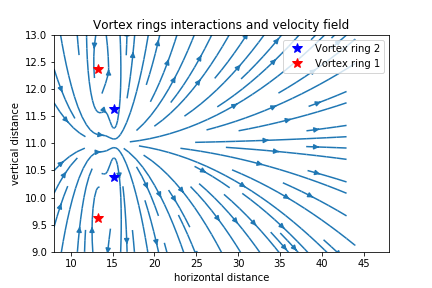 Vortex rings interactions and velocity field
Vortex ring 2
Vortex ring 1
vertical distance
13.0
12.5
12.0
11.5
11.0
10.5
10.0
9.5
9.0
10 15 20 25 30 35 40 45
horizontal distance